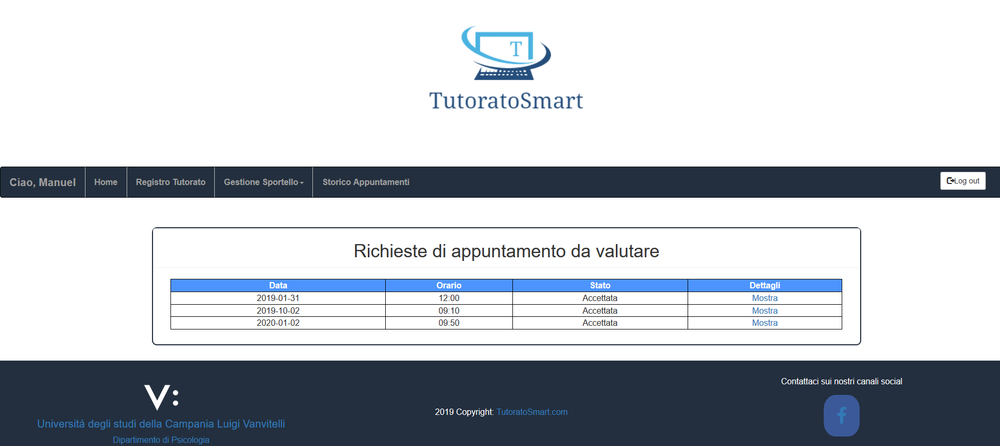 T
TutoratoSmart
Ciao, Manuel Home Registro Tutorato Gestione Sportello Storico Appuntamenti Log out
Richieste di appuntamento da valutare
Data Orario Stato Dettagli
2019-01-31 12:00 Accettata Mostra
2019-10-02 09:10 Accettata Mostra
2020-01-02 09:50 Accettata Mostra
Contattaci sui nostri canali social
V:
2019 Copyright: TutoratoSmart.com
f
Universitá degli studi della Campania Luigi Vanvitelli
Dipartimento di Psicologia